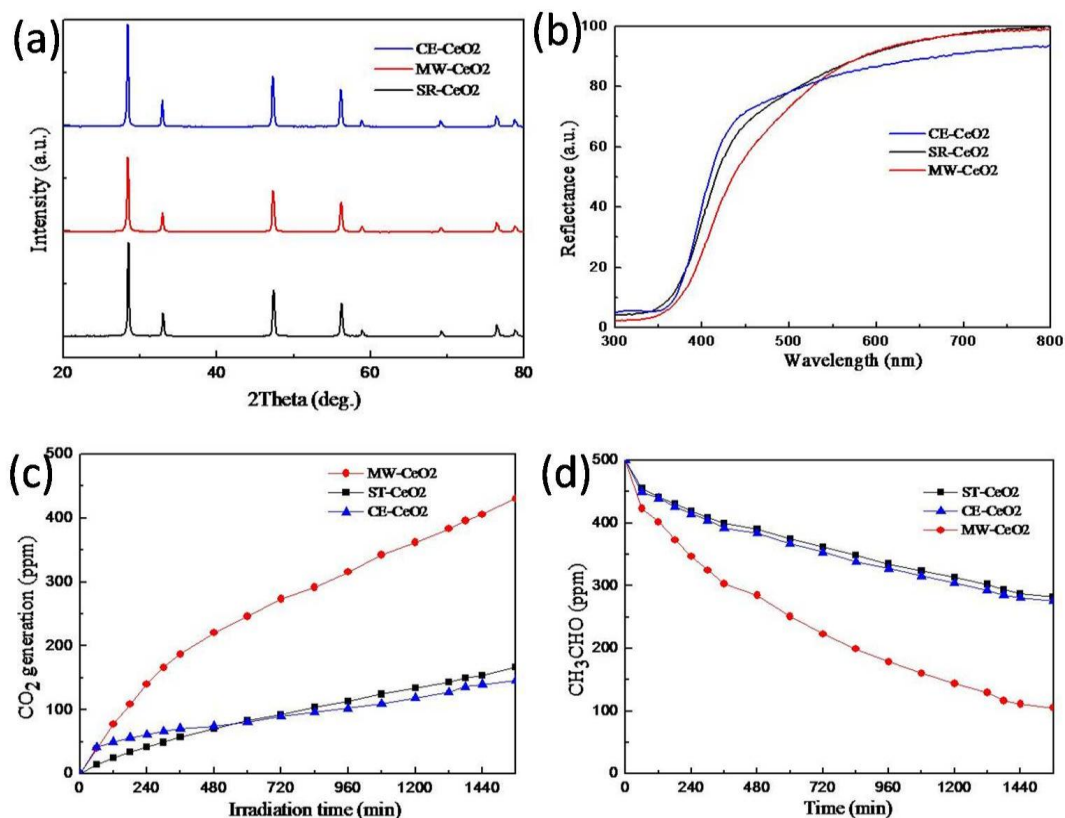 (a)
CE-CeO2
MW-CeO2
SR-CeO2
Intensity (a.u.)
20 40 60 80
2Theta (deg.)
(b)
100
80
60
40
20
0
CE-CeO2
SR-CeO2
MW-CeO2
Reflectance (a.u.)
300 400 500 600 700 800
Wavelength (nm)
(c)
500
400
300
200
100
0
MW-CeO2
ST-CeO2
CE-CeO2
CO₂ generation (ppm)
0 240 480 720 960 1200 1440
Irradiation time (min)
(d)
500
400
300
200
100
0
ST-CeO2
CE-CeO2
MW-CeO2
CH₃CHO (ppm)
0 240 480 720 960 1200 1440
Time (min)